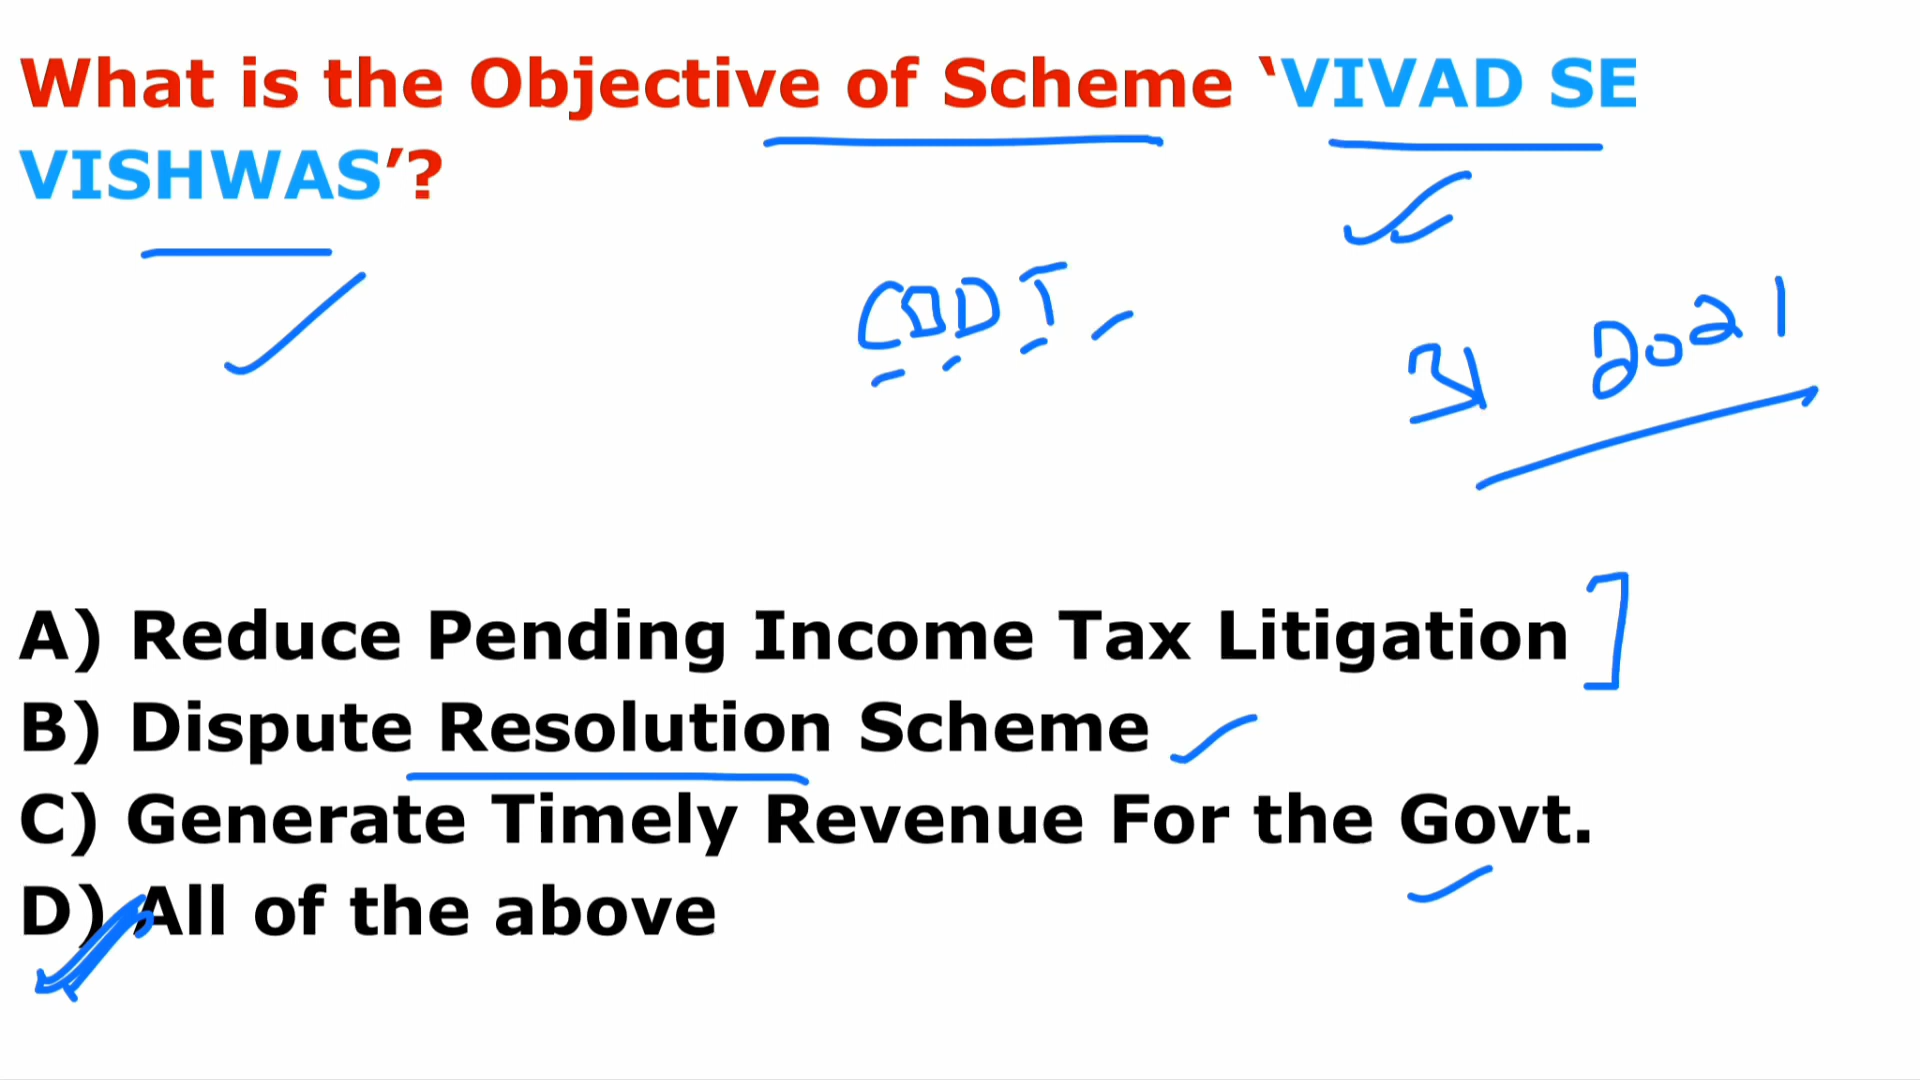 What is the Objective of Scheme ‘VIVAD SE
VISHWAS’?
CBDT
31 2021
A) Reduce Pending Income Tax Litigation
B) Dispute Resolution Scheme
C) Generate Timely Revenue For the Govt.
D) All of the above